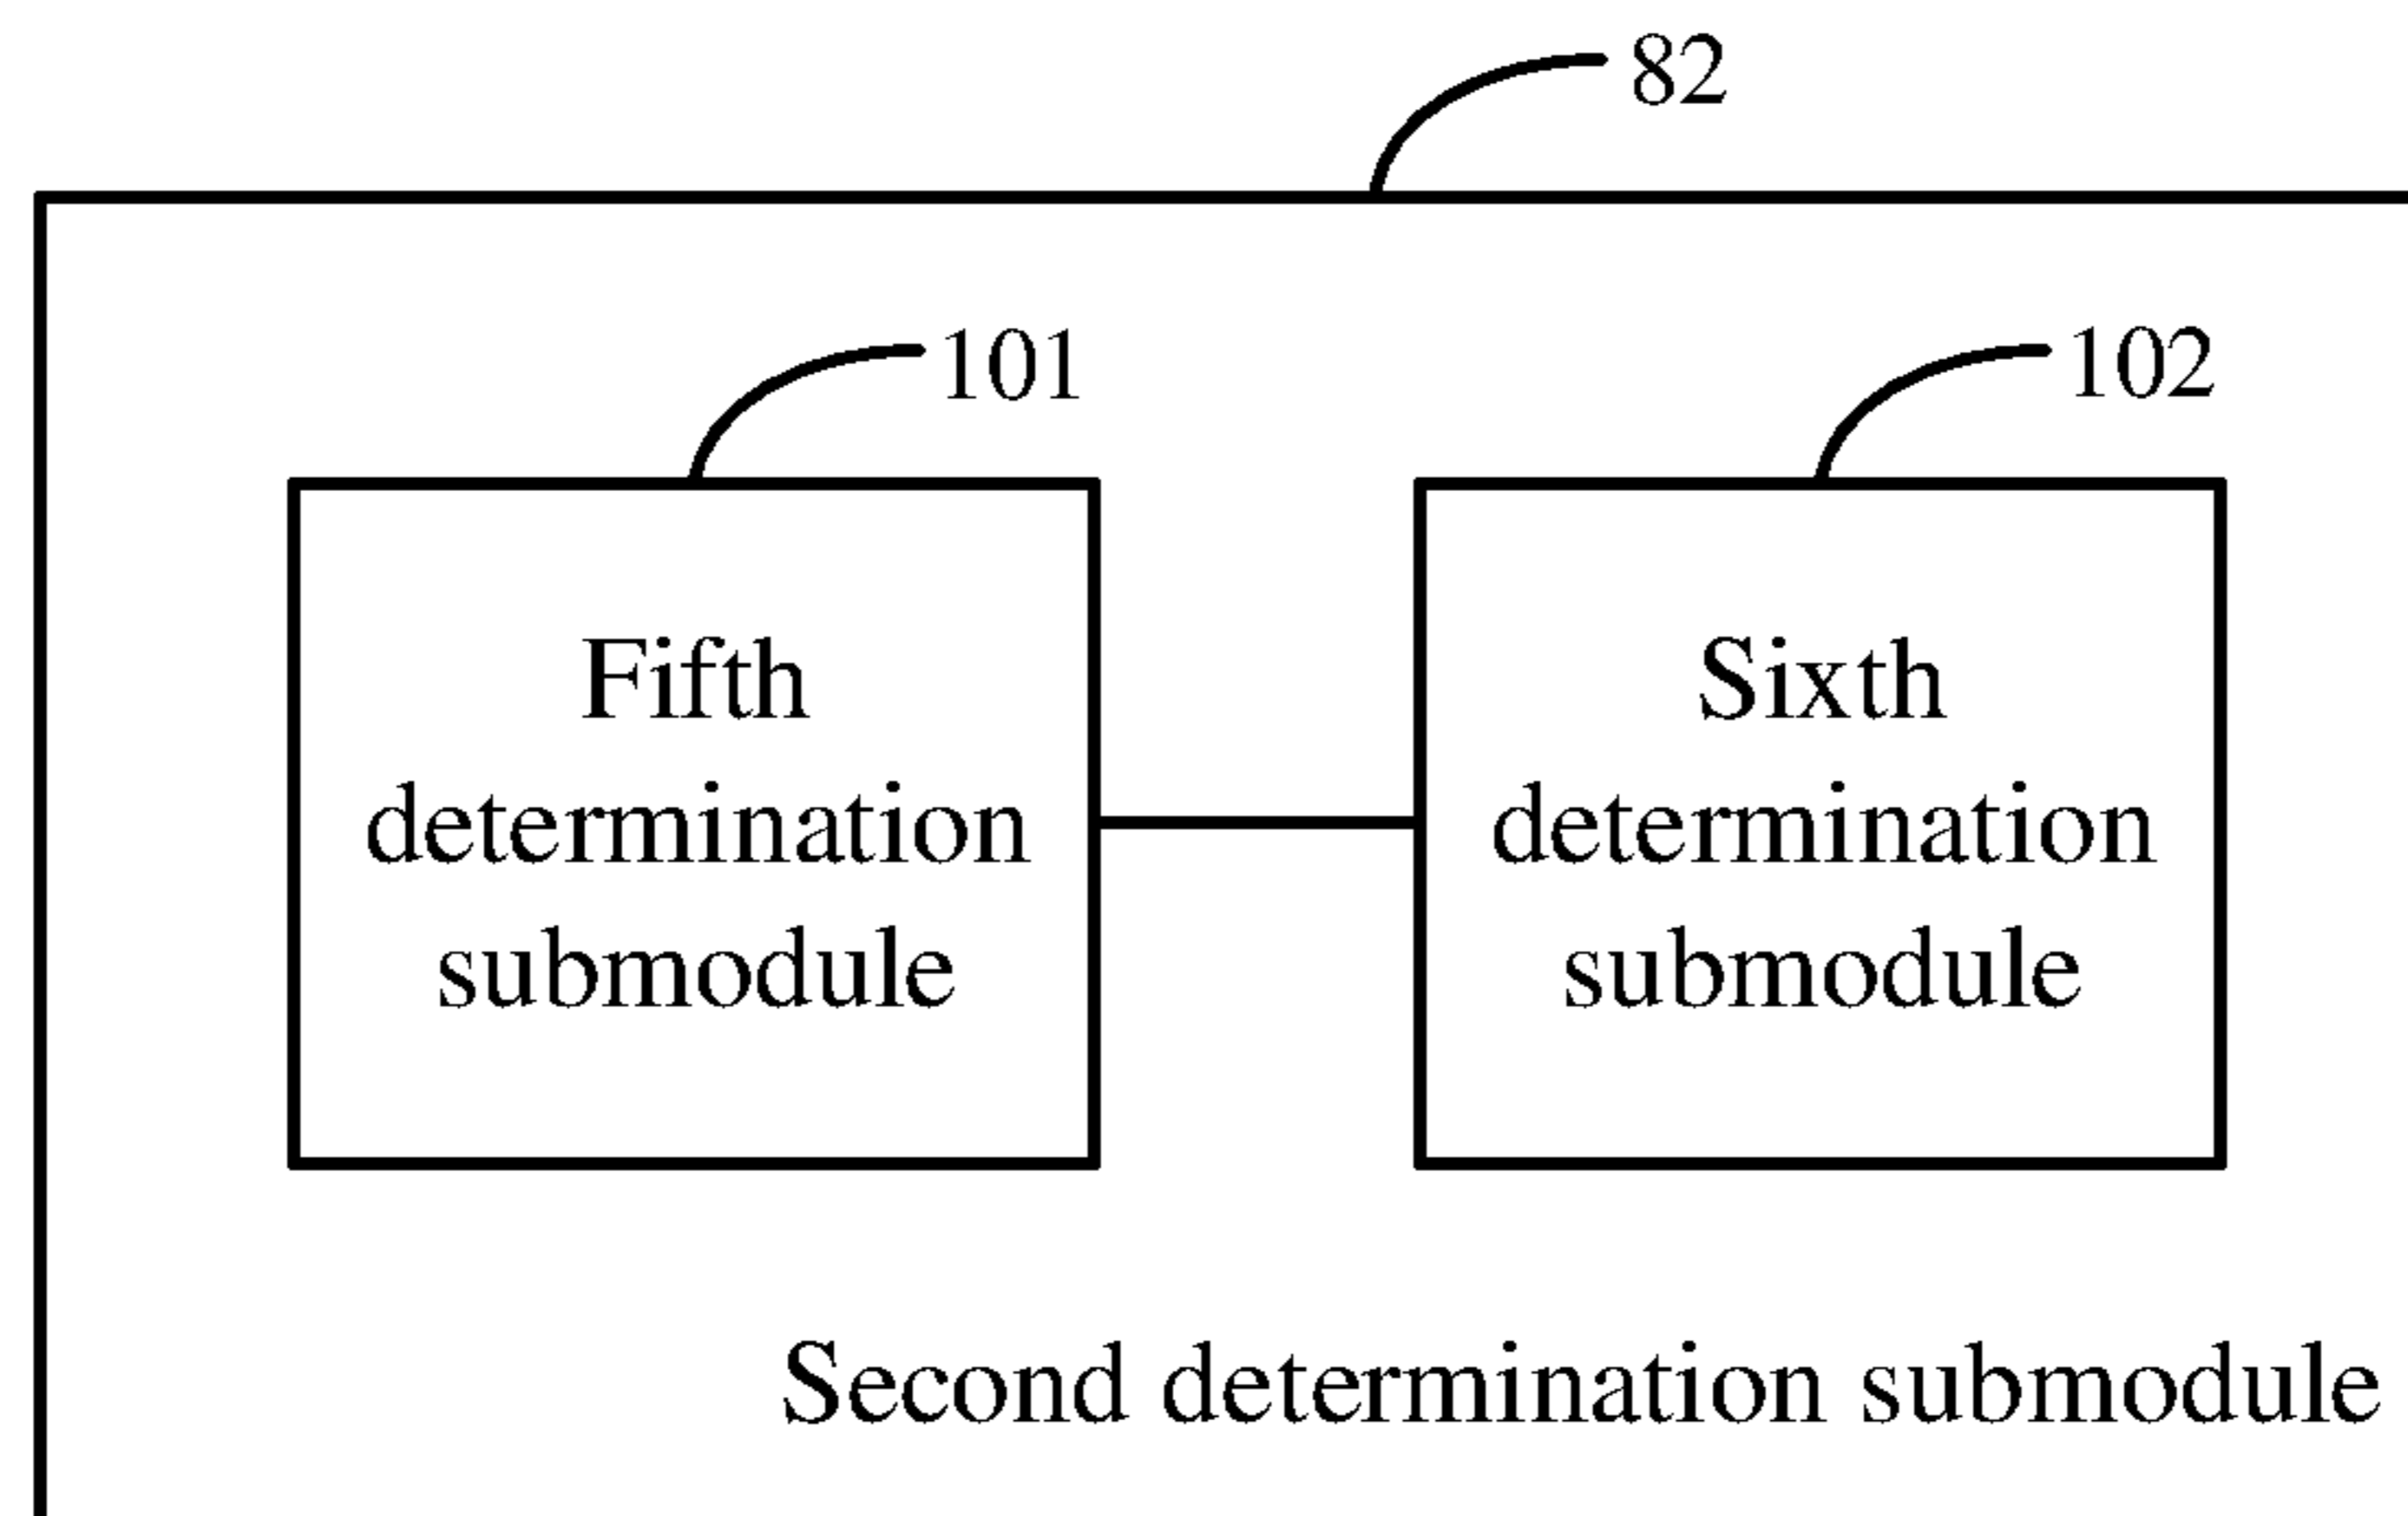 82
101
102
Fifth
determination
submodule
Sixth
determination
submodule
Second determination submodule